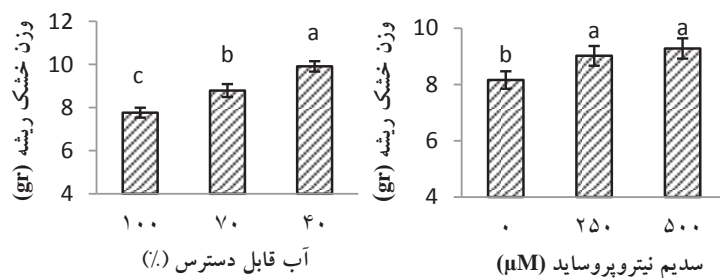 وزن خشک ریشه (gr)
12
10
8
6
4
c
b
a
۱۰۰ ۷۰ ۴۰
آب قابل دسترس (٪)
وزن خشک ریشه (gr)
10
8
6
4
b
a
a
۰ ۲۵۰ ۵۰۰
سدیم نیتروپروساید (µM)